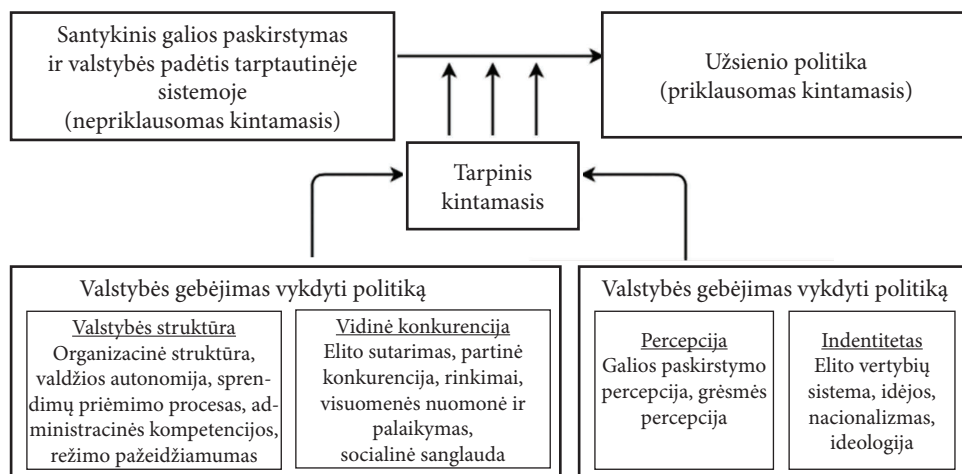 Santykinis galios paskirstymas
ir valstybės padėtis tarptautinėje
sistemoje
(nepriklausomas kintamasis)
Užsienio politika
(priklausomas kintamasis)
Tarpinis
kintamasis
Valstybės gebėjimas vykdyti politiką
Valstybės struktūra
Organizacinė struktūra,
valdžios autonomija, spren-
dimų priėmimo procesas, ad-
ministracinės kompetencijos,
režimo pažeidžiamumas
Vidinė konkurencija
Elito sutarimas, partinė
konkurencija, rinkimai,
visuomenės nuomonė ir
palaikymas,
socialinė sanglauda
Valstybės gebėjimas vykdyti politiką
Percepcija
Galios paskirstymo
percepcija, grėsmės
percepcija
Indentitetas
Elito vertybių
sistema, idėjos,
nacionalizmas,
ideologija